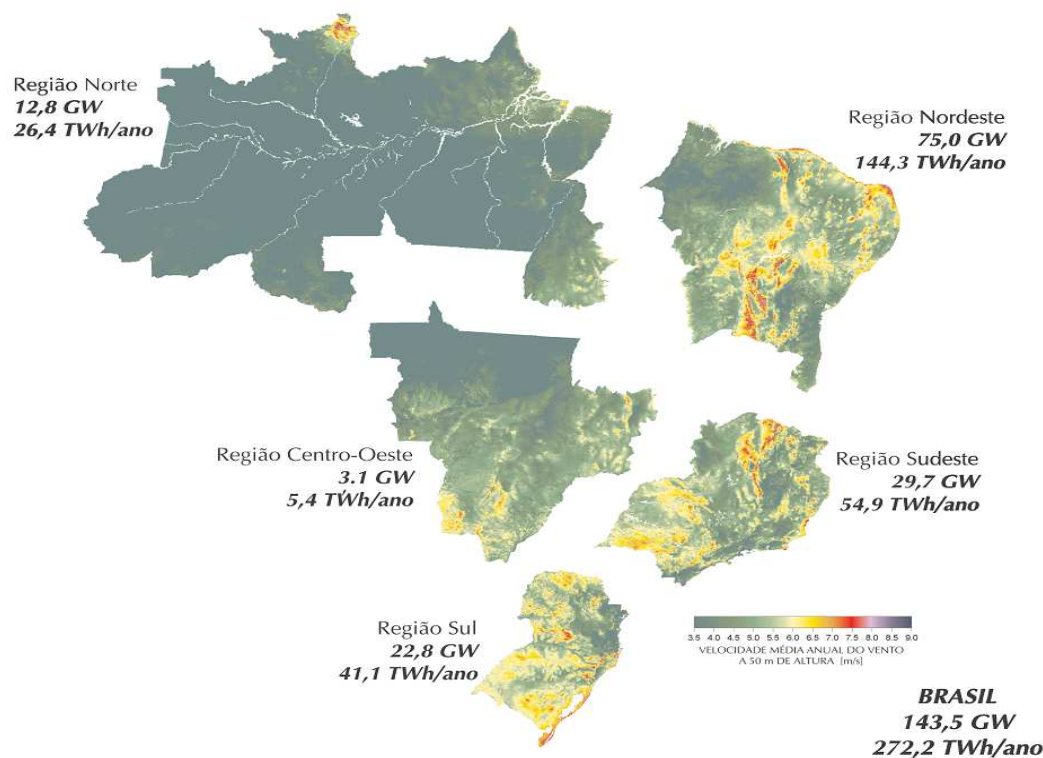 Região Norte
12,8 GW
26,4 TWh/ano
Região Nordeste
75,0 GW
144,3 TWh/ano
Região Centro-Oeste
3.1 GW
5,4 TWh/ano
Região Sudeste
29,7 GW
54,9 TWh/ano
Região Sul
22,8 GW
41,1 TWh/ano
3.5 4.0 4.5 5.0 5.5 6.0 6.5 7.0 7.5 8.0 8.5 9.0
VELOCIDADE MÉDIA ANUAL DO VENTO
A 50 m DE ALTURA [m/s]
BRASIL
143,5 GW
272,2 TWh/ano